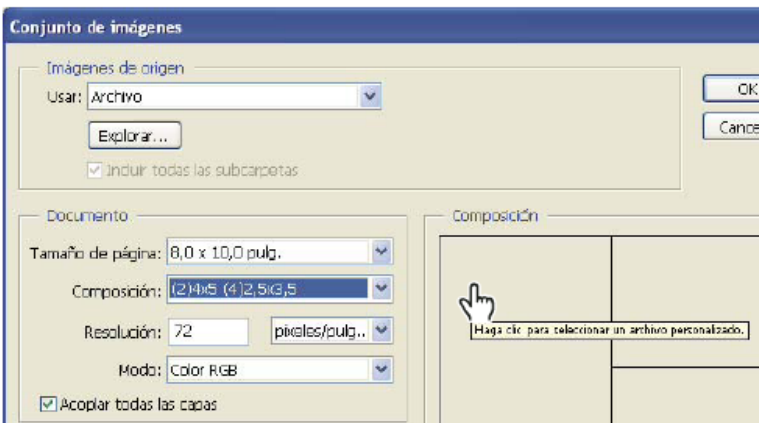 Conjunto de imágenes
Imágenes de origen
Usar: Archivo
OK
Explorar...
Cance
Incluir todas las subcarpetas
Documento
Composición
Tamaño de página: 8,0 x 10,0 pulg.
Composición: (2)4x5 (4)2,5x3,5
Haga clic para seleccionar un archivo personalizado.
Resolución: 72 píxeles/pulg..
Modo: Color RGB
Acoplar todas las capas